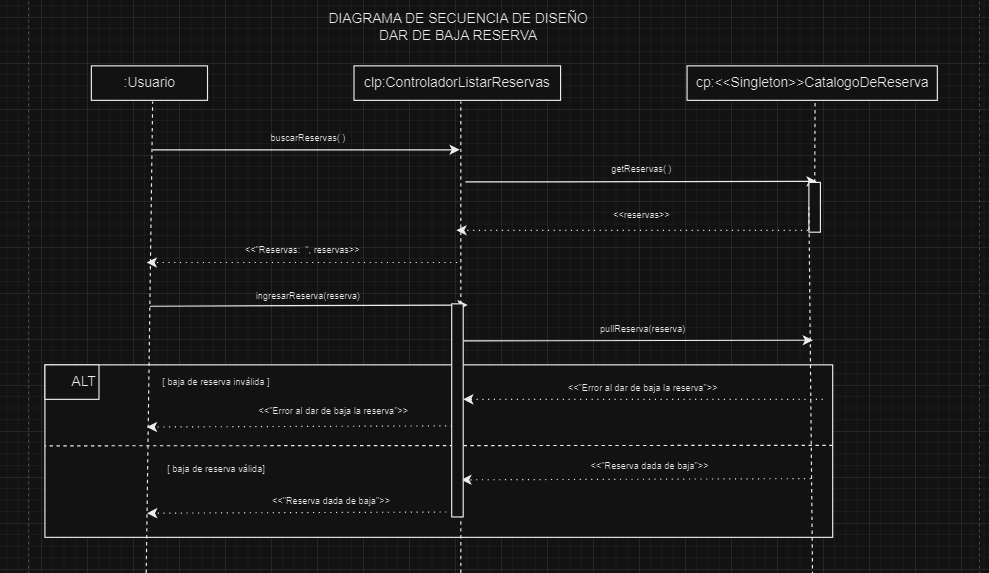 DIAGRAMA DE SECUENCIA DE DISEÑO
DAR DE BAJA RESERVA
:Usuario
clp:ControladorListarReservas
cp:<<Singleton>>CatalogoDeReserva
buscarReservas( )
getReservas( )
<<reservas>>
<<"Reservas:  ", reservas>>
ingresarReserva(reserva)
pullReserva(reserva)
ALT
[ baja de reserva inválida ]
<<"Error al dar de baja la reserva">>
<<"Error al dar de baja la reserva">>
[ baja de reserva válida]
<<"Reserva dada de baja">>
<<"Reserva dada de baja">>